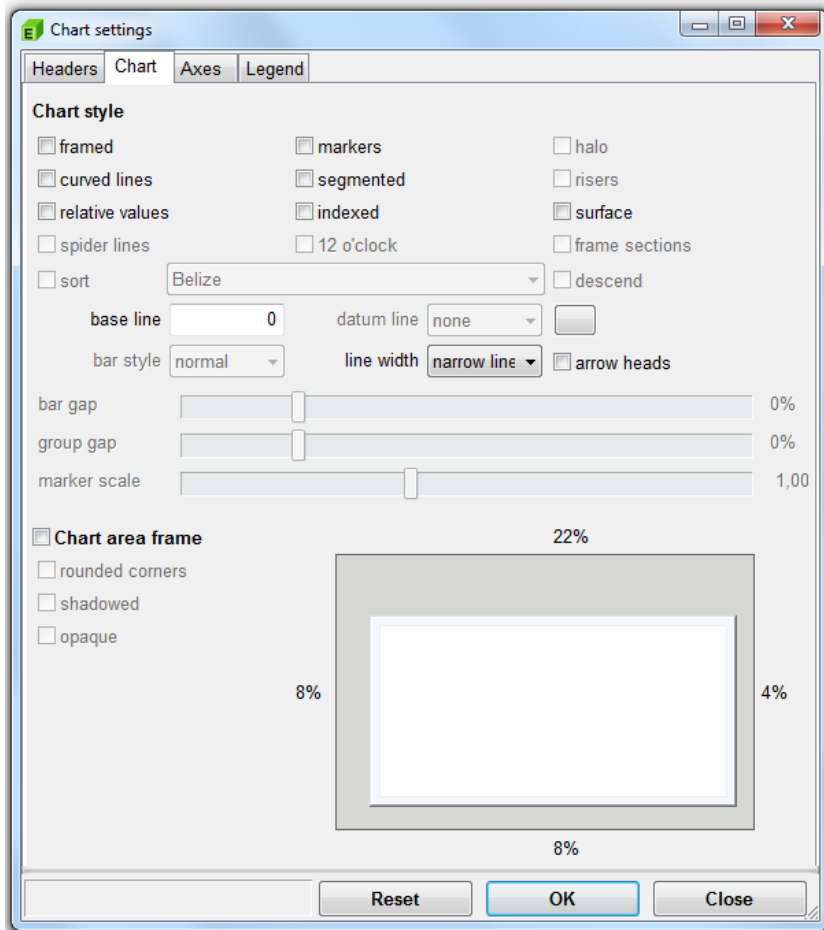 E Chart settings
Headers Chart Axes Legend
Chart style
framed markers halo
curved lines segmented risers
relative values indexed surface
spider lines 12 o'clock frame sections
sort Belize descend
base line 0 datum line none
bar style normal line width narrow line arrow heads
bar gap 0%
group gap 0%
marker scale 1,00
Chart area frame 22%
rounded corners
shadowed
opaque
8% 4%
8%
Reset OK Close